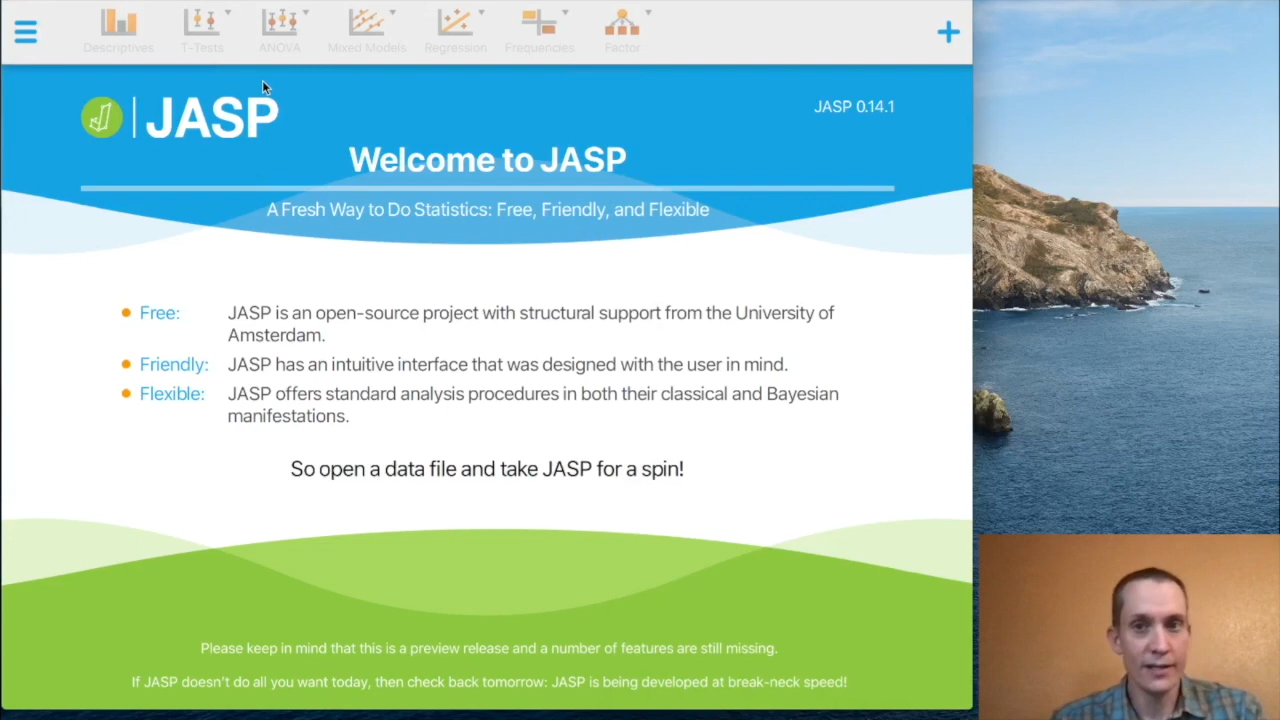 Descriptives
T-Tests
ANOVA
Mixed Models
Regression
Frequencies
Factor
JASP
JASP 0.14.1
Welcome to JASP
A Fresh Way to Do Statistics: Free, Friendly, and Flexible
Free: JASP is an open-source project with structural support from the University of
Amsterdam.
Friendly: JASP has an intuitive interface that was designed with the user in mind.
Flexible: JASP offers standard analysis procedures in both their classical and Bayesian
manifestations.
So open a data file and take JASP for a spin!
Please keep in mind that this is a preview release and a number of features are still missing.
If JASP doesn't do all you want today, then check back tomorrow: JASP is being developed at break-neck speed!